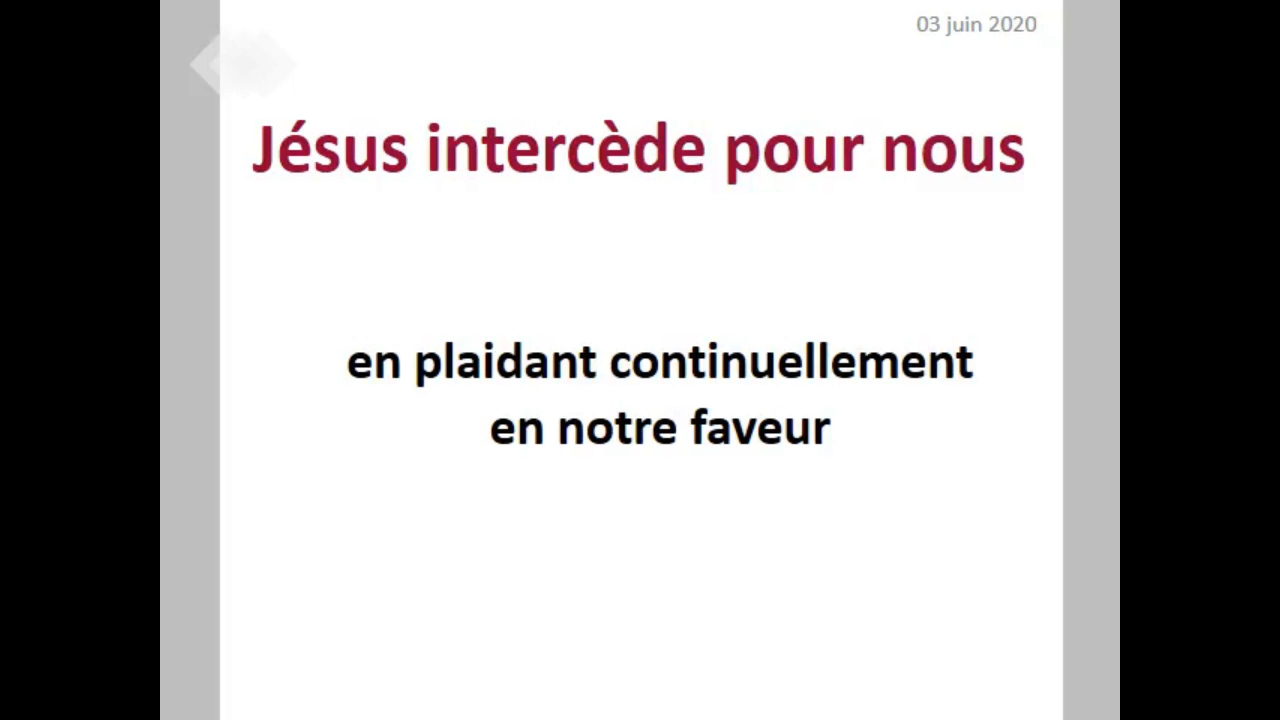 03 juin 2020
Jésus intercède pour nous
en plaidant continuellement
en notre faveur